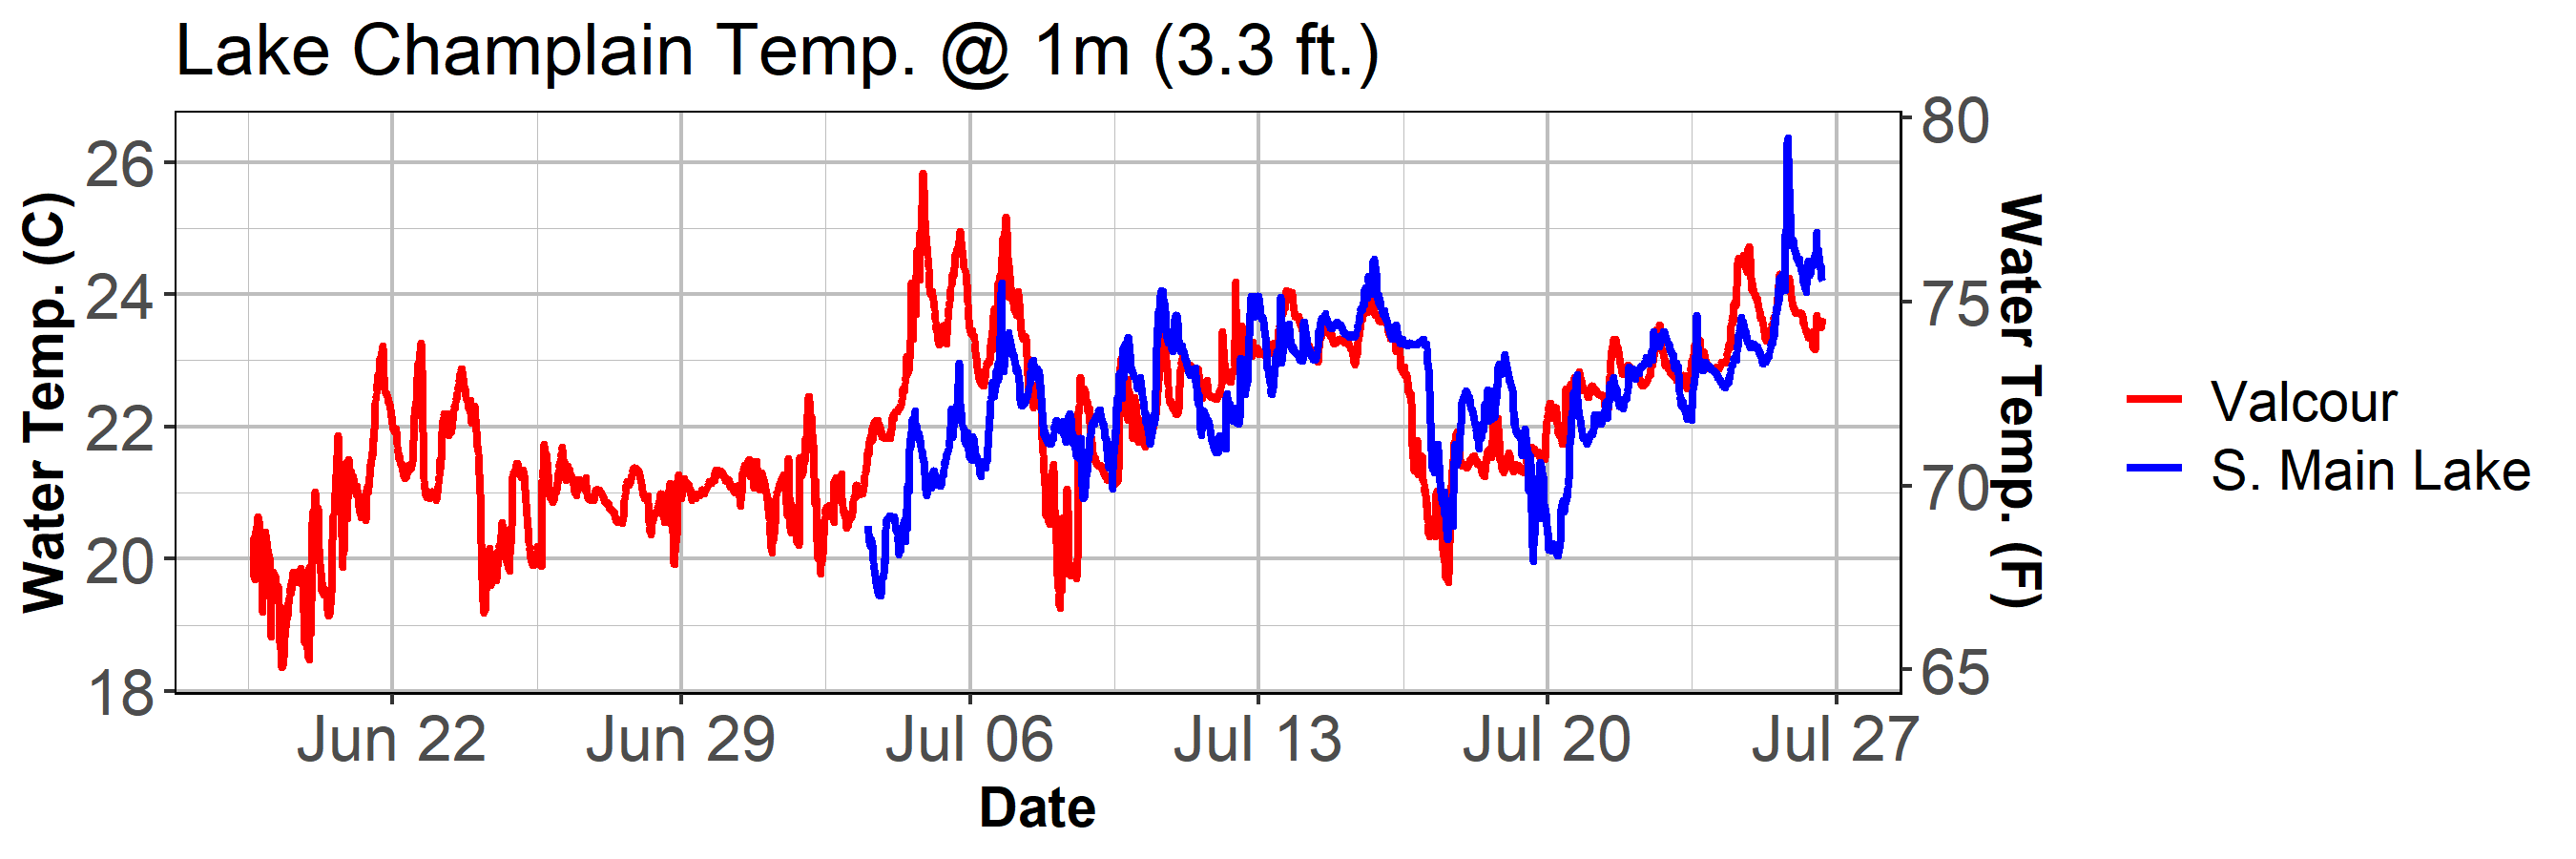 Lake Champlain Temp. @ 1m (3.3 ft.)
Water Temp. (C)
26
24
22
20
18
80
75
70
65
Water Temp. (F)
Jun 22
Jun 29
Jul 06
Jul 13
Jul 20
Jul 27
Date
Valcour
S. Main Lake